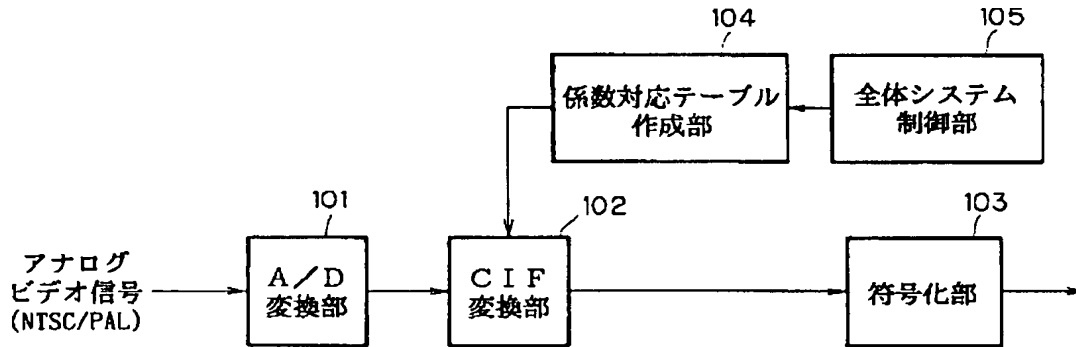 104
105
係数対応テーブル
作成部
全体システム
制御部
101
102
103
アナログ
ビデオ信号
(NTSC/PAL)
A/D
変換部
CIF
変換部
符号化部